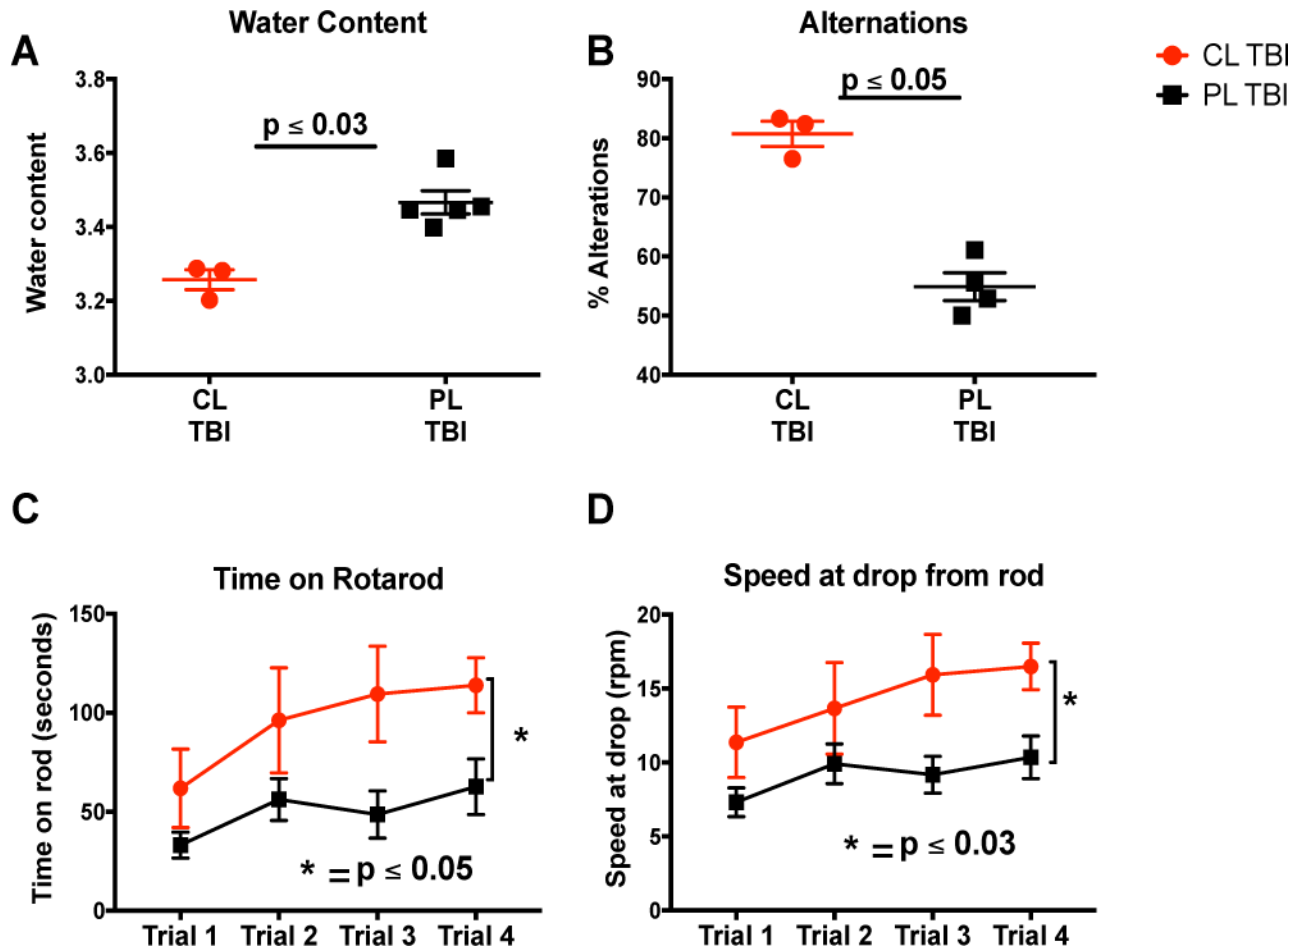 Water Content
Alternations
A
B
CL TBI
PL TBI
3.8
3.6
3.4
3.2
3.0
Water content
p ≤ 0.03
CL
TBI
PL
TBI
90
80
70
60
50
40
% Alterations
p ≤ 0.05
CL
TBI
PL
TBI
C
D
Time on Rotarod
150
100
50
0
Time on rod (seconds)
*
* = p ≤ 0.05
Trial 1 Trial 2 Trial 3 Trial 4
Speed at drop from rod
20
15
10
5
0
Speed at drop (rpm)
*
* = p ≤ 0.03
Trial 1 Trial 2 Trial 3 Trial 4